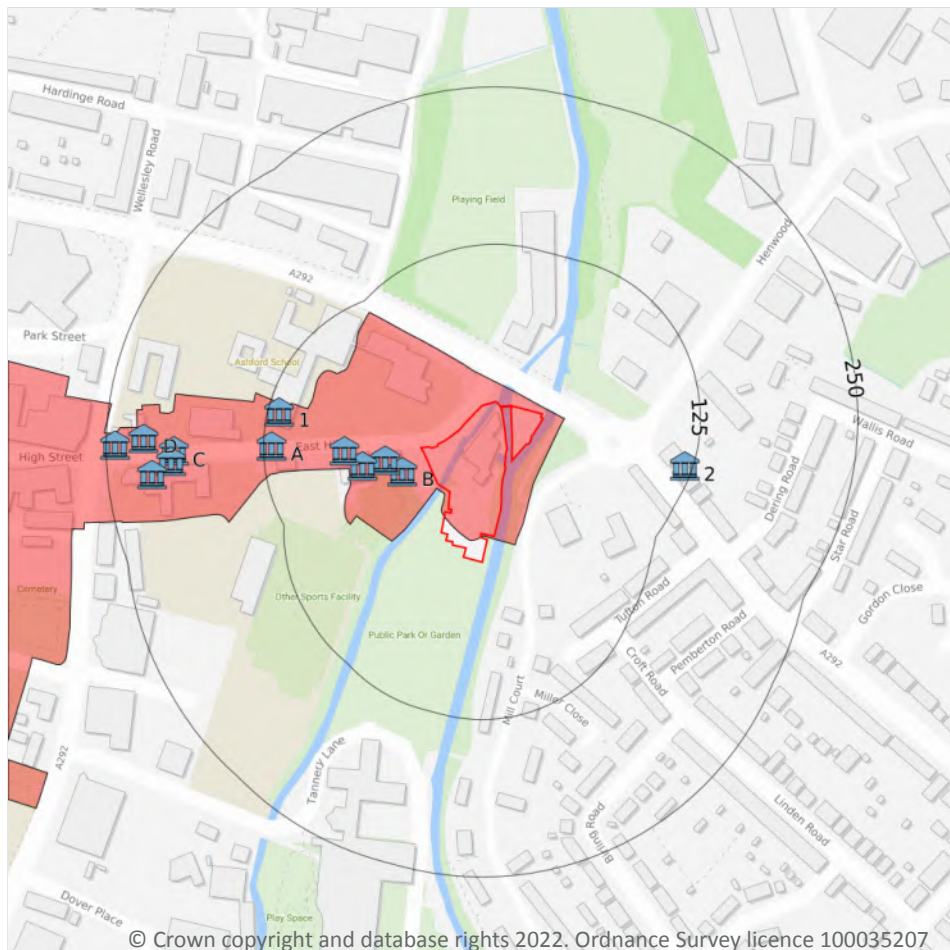 Hardinge Road
Wellesley Road
Playing Field
Henwood
A292
Park Street
Ashford School
250
125
Wallis Road
1
East H
High Street
A
B
C
2
Dering Road
Star Road
Cemetery
Other Sports Facility
Tufton Road
Gordon Close
Public Park Or Garden
Pemberton Road
Croft Road
A292
Mill Court
Miller Close
A292
Tannery Lane
Linden Road
Birling Road
Dover Place
Play Space
© Crown copyright and database rights 2022. Ordnance Survey licence 100035207